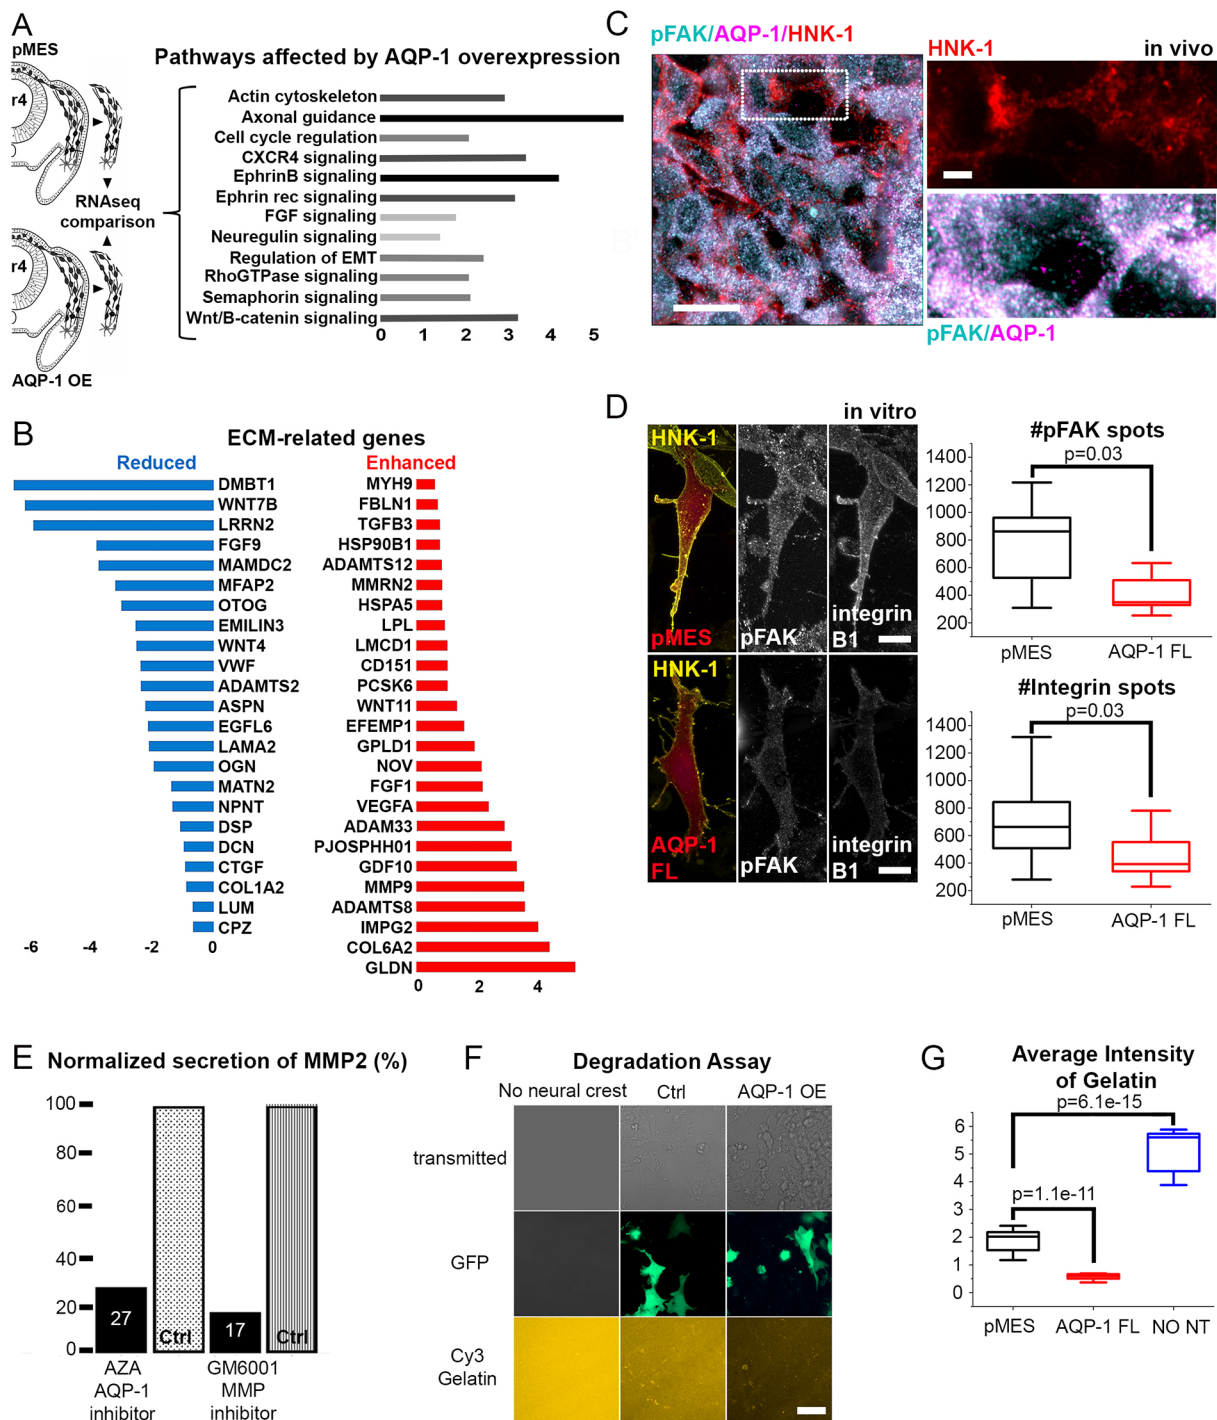 A
pMES
r4
RNAseq
comparison
r4
AQP-1 OE
Pathways affected by AQP-1 overexpression
Actin cytoskeleton
Axonal guidance
Cell cycle regulation
CXCR4 signaling
EphrinB signaling
Ephrin rec signaling
FGF signaling
Neuregulin signaling
Regulation of EMT
RhoGTPase signaling
Semaphorin signaling
Wnt/B-catenin signaling
0 1 2 3 4 5
B
ECM-related genes
Reduced
DMBT1
WNT7B
LRRN2
FGF9
MAMDC2
MFAP2
OTOG
EMILIN3
WNT4
VWF
ADAMTS2
ASPN
EGFL6
LAMA2
OGN
MATN2
NPNT
DSP
DCN
CTGF
COL1A2
LUM
CPZ
-6 -4 -2 0
Enhanced
MYH9
FBLN1
TGFB3
HSP90B1
ADAMTS12
MMRN2
HSPA5
LPL
LMCD1
CD151
PCSK6
WNT11
EFEMP1
GPLD1
NOV
FGF1
VEGFA
ADAM33
PJOSPHH01
GDF10
MMP9
ADAMTS8
IMPG2
COL6A2
GLDN
0 2 4
C
pFAK/AQP-1/HNK-1
HNK-1 in vivo
pFAK/AQP-1
D
in vitro
HNK-1
pMES
pFAK
integrin
B1
HNK-1
AQP-1
FL
pFAK
integrin
B1
#pFAK spots
p=0.03
1400
1200
1000
800
600
400
200
pMES AQP-1 FL
#Integrin spots
p=0.03
1400
1200
1000
800
600
400
200
pMES AQP-1 FL
E
Normalized secretion of MMP2 (%)
100
80
60
40
20
0
27
Ctrl
17
Ctrl
AZA
AQP-1
inhibitor
GM6001
MMP
inhibitor
F
Degradation Assay
No neural crest Ctrl AQP-1 OE
transmitted
GFP
Cy3
Gelatin
G
Average Intensity
of Gelatin
p=6.1e-15
p=1.1e-11
6
5
4
3
2
1
0
pMES AQP-1 FL NO NT